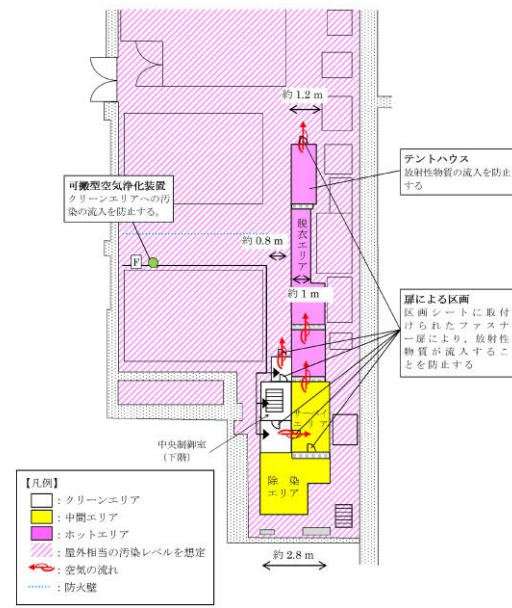 約 1.2 m
テントハウス
放射性物質の流入を防止
する
可搬型空気浄化装置
クリーンエリアへの汚
染の流入を防止する。
F
約 0.8 m
脱衣エリア
約 1 m
扉による区画
区画シートに取付
けられたファスナ
ー扉により，放射性
物質が流入するこ
とを防止する
サーベイ
エリア
中央制御室
（下階）
除 染
エリア
【凡例】
：クリーンエリア
：中間エリア
：ホットエリア
：屋外相当の汚染レベルを想定
：空気の流れ
：防火壁
約 2.8 m